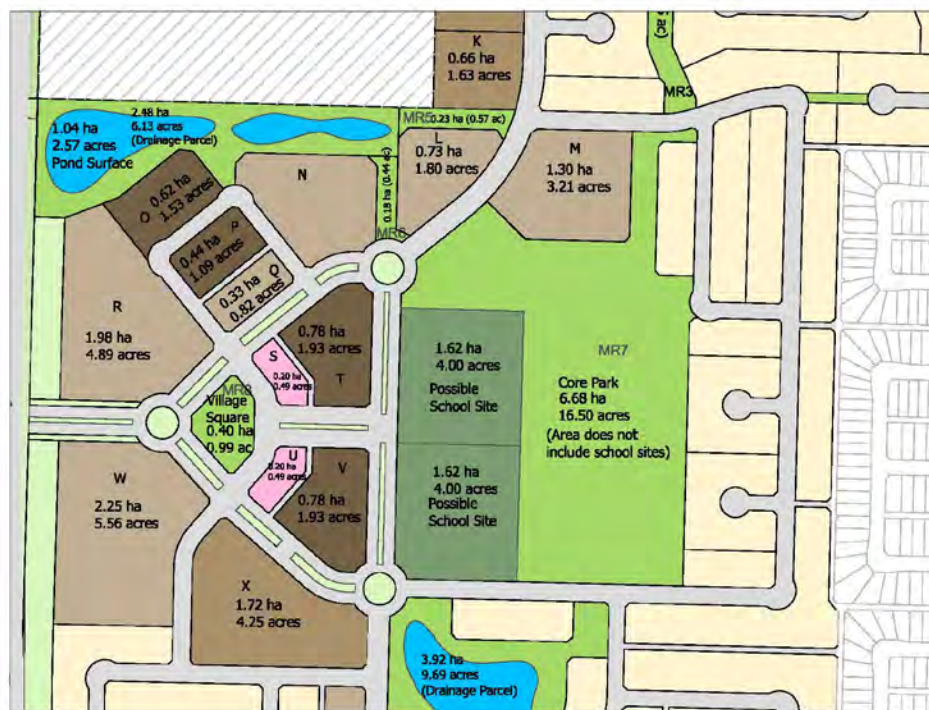 K
0.66 ha
1.63 acres
ac)
MR3
MR5
0.23 ha (0.57 ac)
1.04 ha
2.57 acres
Pond Surface
2.48 ha
6.13 acres
(Drainage Parcel)
L
0.73 ha
1.80 acres
M
1.30 ha
3.21 acres
N
0.18 ha (0.44 ac)
MR6
O
0.62 ha
1.53 acres
P
0.44 ha
1.09 acres
Q
0.33 ha
0.82 acres
R
1.98 ha
4.89 acres
S
0.20 ha
0.49 acres
0.78 ha
1.93 acres
T
1.62 ha
4.00 acres
Possible
School Site
MR7
Core Park
6.68 ha
16.50 acres
(Area does not
include school sites)
Village
Square
0.40 ha
0.99 ac
U
0.20 ha
0.49 acres
V
0.78 ha
1.93 acres
1.62 ha
4.00 acres
Possible
School Site
W
2.25 ha
5.56 acres
X
1.72 ha
4.25 acres
3.92 ha
9.69 acres
(Drainage Parcel)